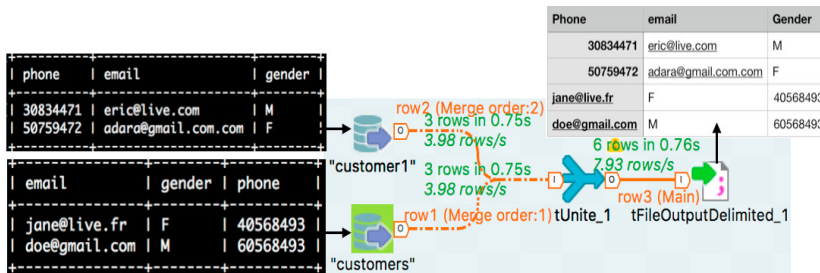 Phone email Gender
30834471 eric@live.com M
50759472 adara@gmail.com.com F
jane@live.fr F 40568493
doe@gmail.com M 60568493
| phone | email | gender |
| 30834471 | eric@live.com | M
| 50759472 | adara@gmail.com.com | F
row2 (Merge order:2)
3 rows in 0.75s
3.98 rows/s
"customer1"
| email | gender | phone |
| jane@live.fr | F | 40568493 |
| doe@gmail.com | M | 60568493 |
3 rows in 0.75s
3.98 rows/s
row1 (Merge order:1)
"customers"
6 rows in 0.76s
7.93 rows/s
row3 (Main)
tUnite_1
tFileOutputDelimited_1
O
O
I
O
I